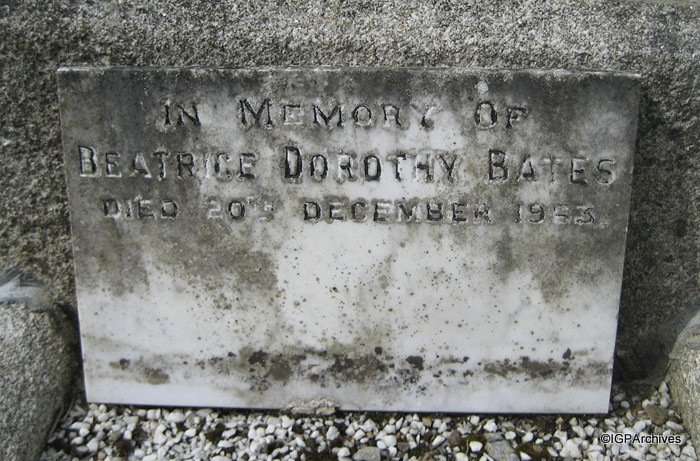 IN MEMORY OF
BEATRICE DOROTHY BATES
DIED 20TH DECEMBER 1953.
©IGPArchives